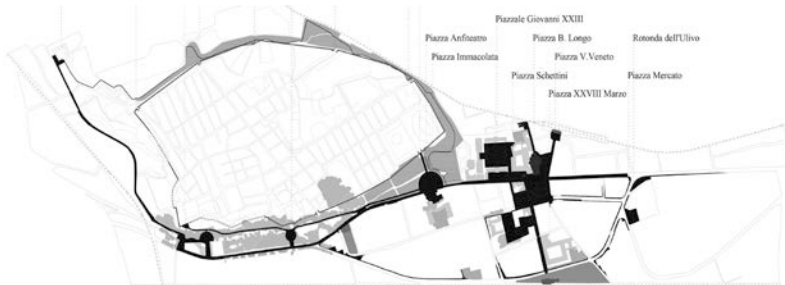 Piazzale Giovanni XXIII
Piazza Anfiteatro Piazza B. Longo Rotonda dell'Ulivo
Piazza Immacolata Piazza V.Veneto
Piazza Schettini Piazza Mercato
Piazza XXVIII Marzo